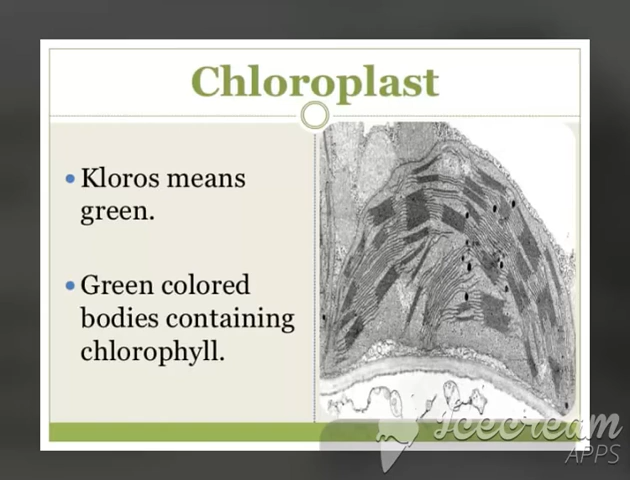 Chloroplast
• Kloros means
green.
• Green colored
bodies containing
chlorophyll.
Icecream
APPS